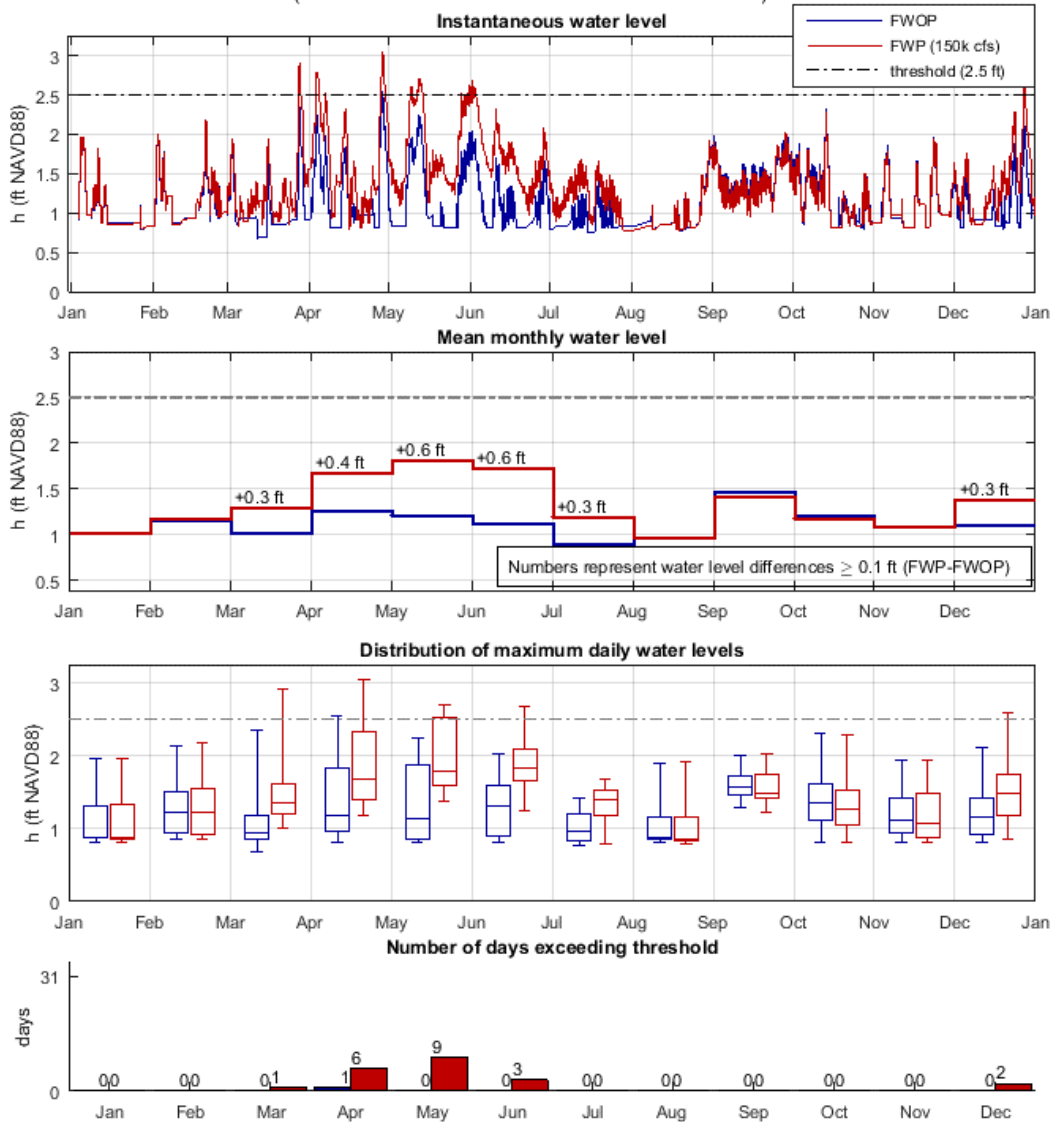 Instantaneous water level
FWOP
FWP (150k cfs)
threshold (2.5 ft)
h (ft NAVD88)
3
2.5
2
1.5
1
0.5
0
Jan Feb Mar Apr May Jun Jul Aug Sep Oct Nov Dec Jan
Mean monthly water level
h (ft NAVD88)
3
2.5
2
1.5
1
0.5
+0.3 ft
+0.4 ft
+0.6 ft
+0.6 ft
+0.3 ft
+0.3 ft
Numbers represent water level differences ≥ 0.1 ft (FWP-FWOP)
Jan Feb Mar Apr May Jun Jul Aug Sep Oct Nov Dec Jan
Distribution of maximum daily water levels
h (ft NAVD88)
3
2
1
0
Jan Feb Mar Apr May Jun Jul Aug Sep Oct Nov Dec Jan
Number of days exceeding threshold
days
31
0
0 0 0 0 0 1 1 6 0 9 0 3 0 0 0 0 0 0 0 0 0 0 0 2
Jan Feb Mar Apr May Jun Jul Aug Sep Oct Nov Dec